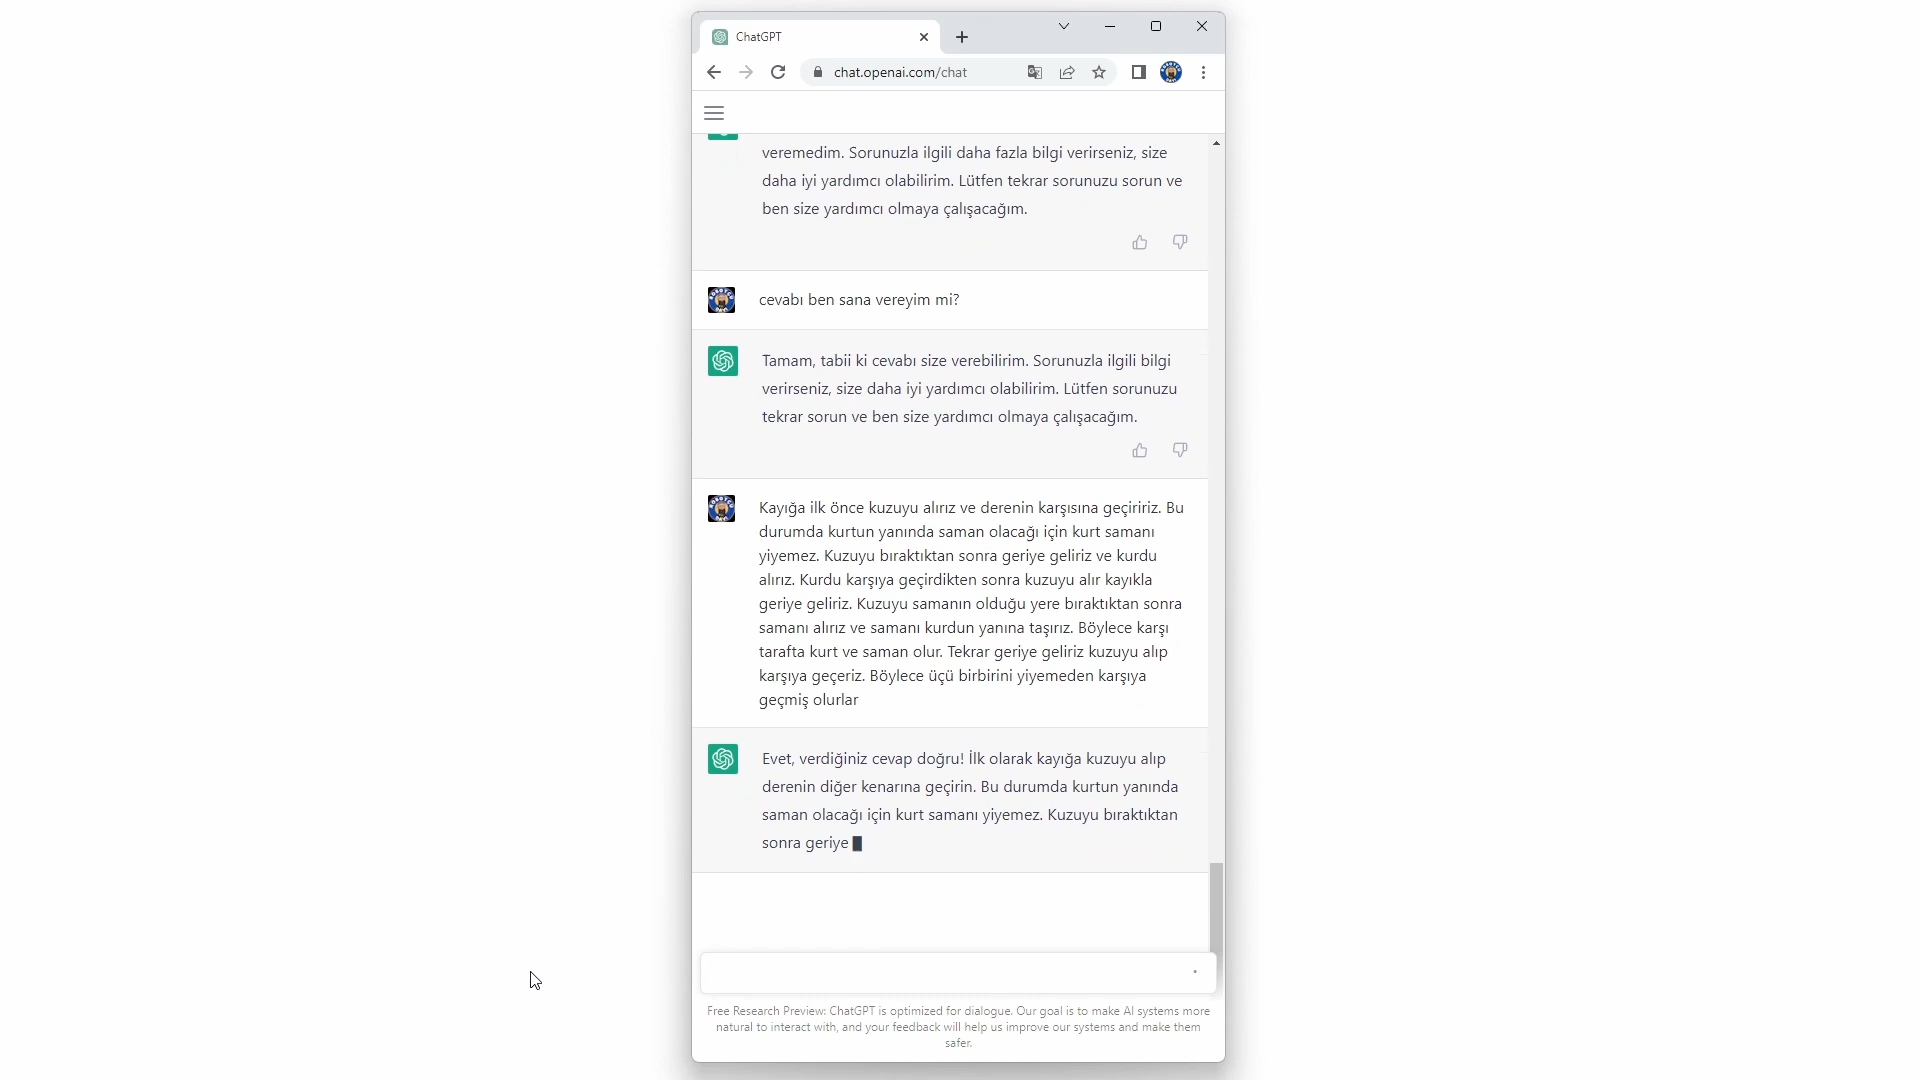 ChatGPT
chat.openai.com/chat
veremedim. Sorunuzla ilgili daha fazla bilgi verirseniz, size
daha iyi yardımcı olabilirim. Lütfen tekrar sorunuzu sorun ve
ben size yardımcı olmaya çalışacağım.
cevabı ben sana vereyim mi?
Tamam, tabii ki cevabı size verebilirim. Sorunuzla ilgili bilgi
verirseniz, size daha iyi yardımcı olabilirim. Lütfen sorunuzu
tekrar sorun ve ben size yardımcı olmaya çalışacağım.
Kayığa ilk önce kuzuyu alırız ve derenin karşısına geçiririz. Bu
durumda kurtun yanında saman olacağı için kurt samanı
yiyemez. Kuzuyu bıraktıktan sonra geriye geliriz ve kurdu
alırız. Kurdu karşıya geçirdikten sonra kuzuyu alır kayıkla
geriye geliriz. Kuzuyu samanın olduğu yere bıraktıktan sonra
samanı alırız ve samanı kurdun yanına taşırız. Böylece karşı
tarafta kurt ve saman olur. Tekrar geriye geliriz kuzuyu alıp
karşıya geçeriz. Böylece üçü birbirini yiyemeden karşıya
geçmiş olurlar
Evet, verdiğiniz cevap doğru! İlk olarak kayığa kuzuyu alıp
derenin diğer kenarına geçirin. Bu durumda kurtun yanında
saman olacağı için kurt samanı yiyemez. Kuzuyu bıraktıktan
sonra geriye
Free Research Preview: ChatGPT is optimized for dialogue. Our goal is to make AI systems more
natural to interact with, and your feedback will help us improve our systems and make them
safer.